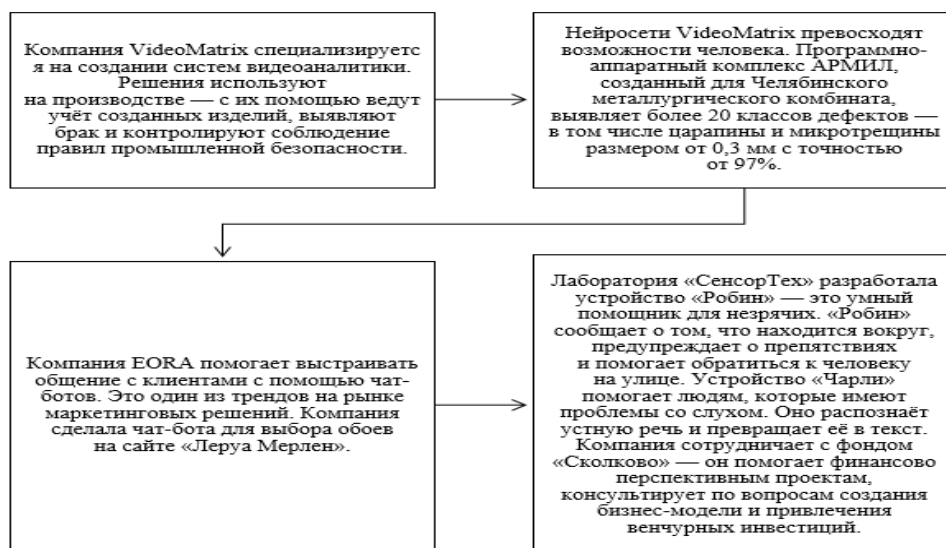 Компания VideoMatrix специализируетс
я на создании систем видеоаналитики.
Решения используют
на производстве — с их помощью ведут
учёт созданных изделий, выявляют
брак и контролируют соблюдение
правил промышленной безопасности.
Нейросети VideoMatrix превосходят
возможности человека. Программно-
аппаратный комплекс АРМИЛ,
созданный для Челябинского
металлургического комбината,
выявляет более 20 классов дефектов —
в том числе царапины и микротрещины
размером от 0,3 мм с точностью
от 97%.
Компания EORA помогает выстраивать
общение с клиентами с помощью чат-
ботов. Это один из трендов на рынке
маркетинговых решений. Компания
сделала чат-бота для выбора обоев
на сайте «Леруа Мерлен».
Лаборатория «СенсорТех» разработала
устройство «Робин» — это умный
помощник для незрячих. «Робин»
сообщает о том, что находится вокруг,
предупреждает о препятствиях
и помогает обратиться к человеку
на улице. Устройство «Чарли»
помогает людям, которые имеют
проблемы со слухом. Оно распознаёт
устную речь и превращает её в текст.
Компания сотрудничает с фондом
«Сколково» — он помогает финансово
перспективным проектам,
консультирует по вопросам создания
бизнес-модели и привлечения
венчурных инвестиций.